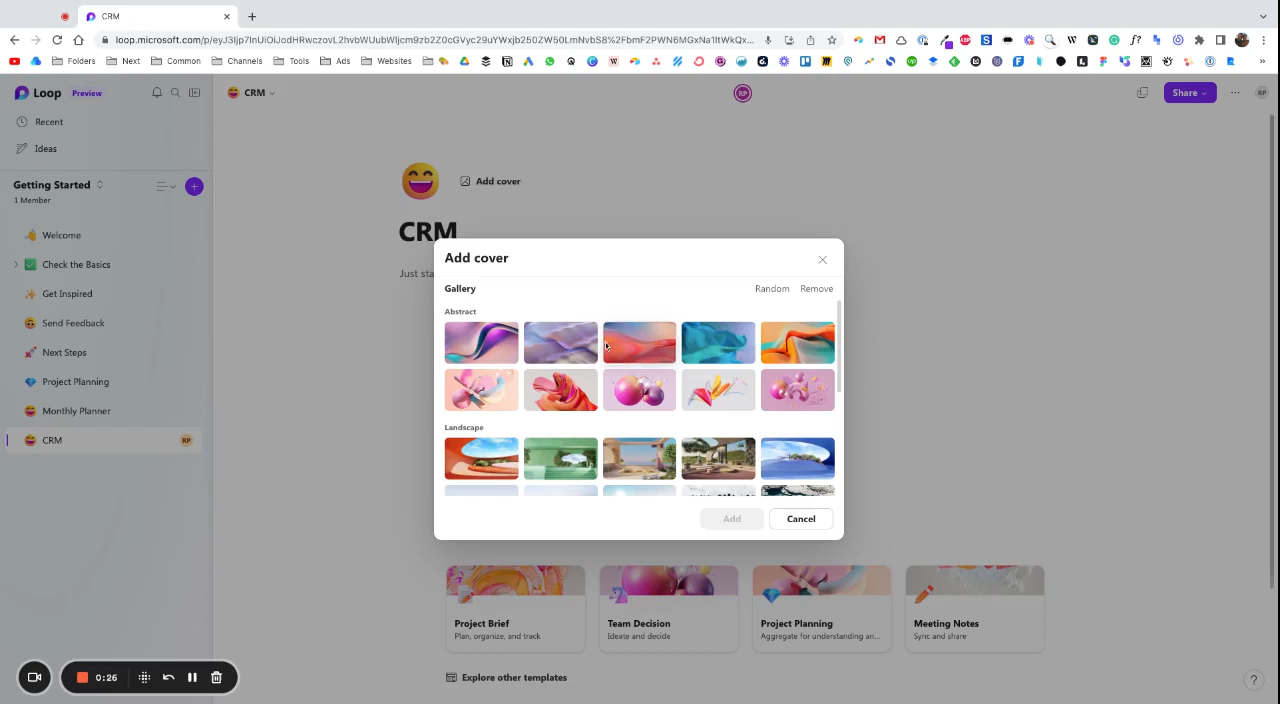 CRM
loop.microsoft.com/p/
Folders
Next
Common
Channels
Tools
Ads
Websites
Loop Preview
CRM
RP
Share
RP
Recent
Ideas
Getting Started
1 Member
Welcome
Check the Basics
Get Inspired
Send Feedback
Next Steps
Project Planning
Monthly Planner
CRM
RP
Add cover
CRM
Just sta
Add cover
Gallery
Random
Remove
Abstract
Landscape
Add
Cancel
Project Brief
Plan, organize, and track
Team Decision
Ideate and decide
Project Planning
Aggregate for understanding an...
Meeting Notes
Sync and share
Explore other templates
0:26
?